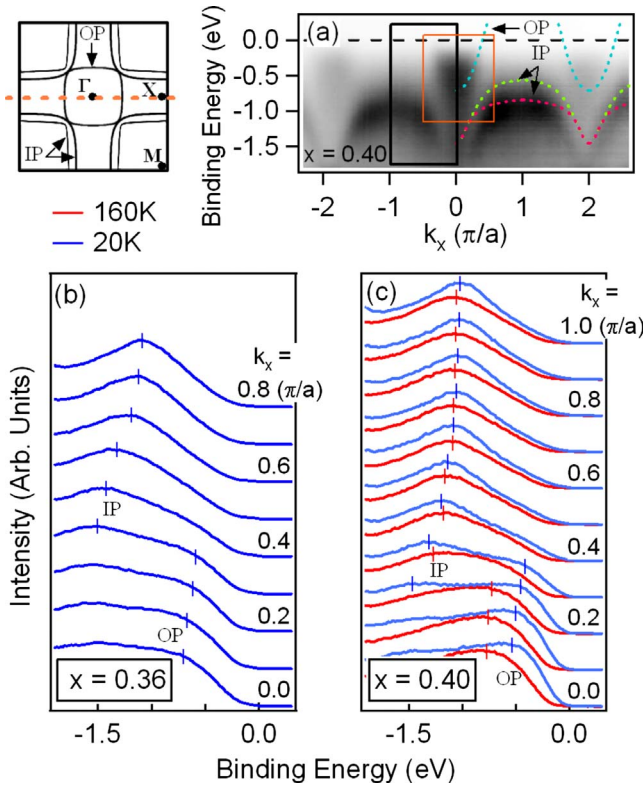 OP
Γ
X
IP
M
160K
20K
Binding Energy (eV)
0.0
-0.5
-1.0
-1.5
(a)
OP
IP
x = 0.40
-2
-1
0
1
2
kx (π/a)
Intensity (Arb. Units)
(b)
kx =
0.8 (π/a)
0.6
IP
0.4
0.2
OP
0.0
x = 0.36
-1.5
0.0
(c)
kx =
1.0 (π/a)
0.8
0.6
0.4
IP
0.2
OP
0.0
x = 0.40
-1.5
0.0
Binding Energy (eV)